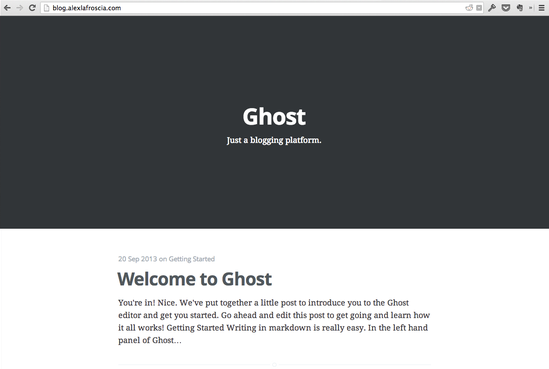 blog.alexlafroscia.com
Ghost
Just a blogging platform.
20 Sep 2013 on Getting Started
Welcome to Ghost
You're in! Nice. We've put together a little post to introduce you to the Ghost
editor and get you started. Go ahead and edit this post to get going and learn how
it all works! Getting Started Writing in markdown is really easy. In the left hand
panel of Ghost…